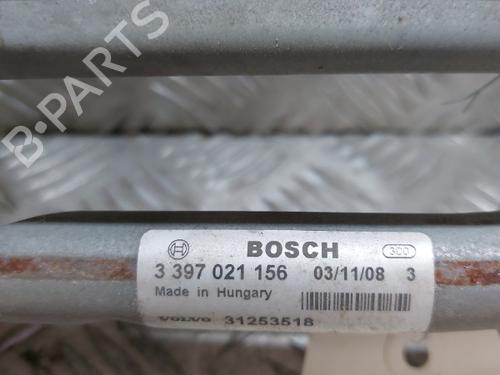 B-PARTS
BOSCH 300
3 397 021 156 03/11/08 3
Made in Hungary
VOLVO 31253518